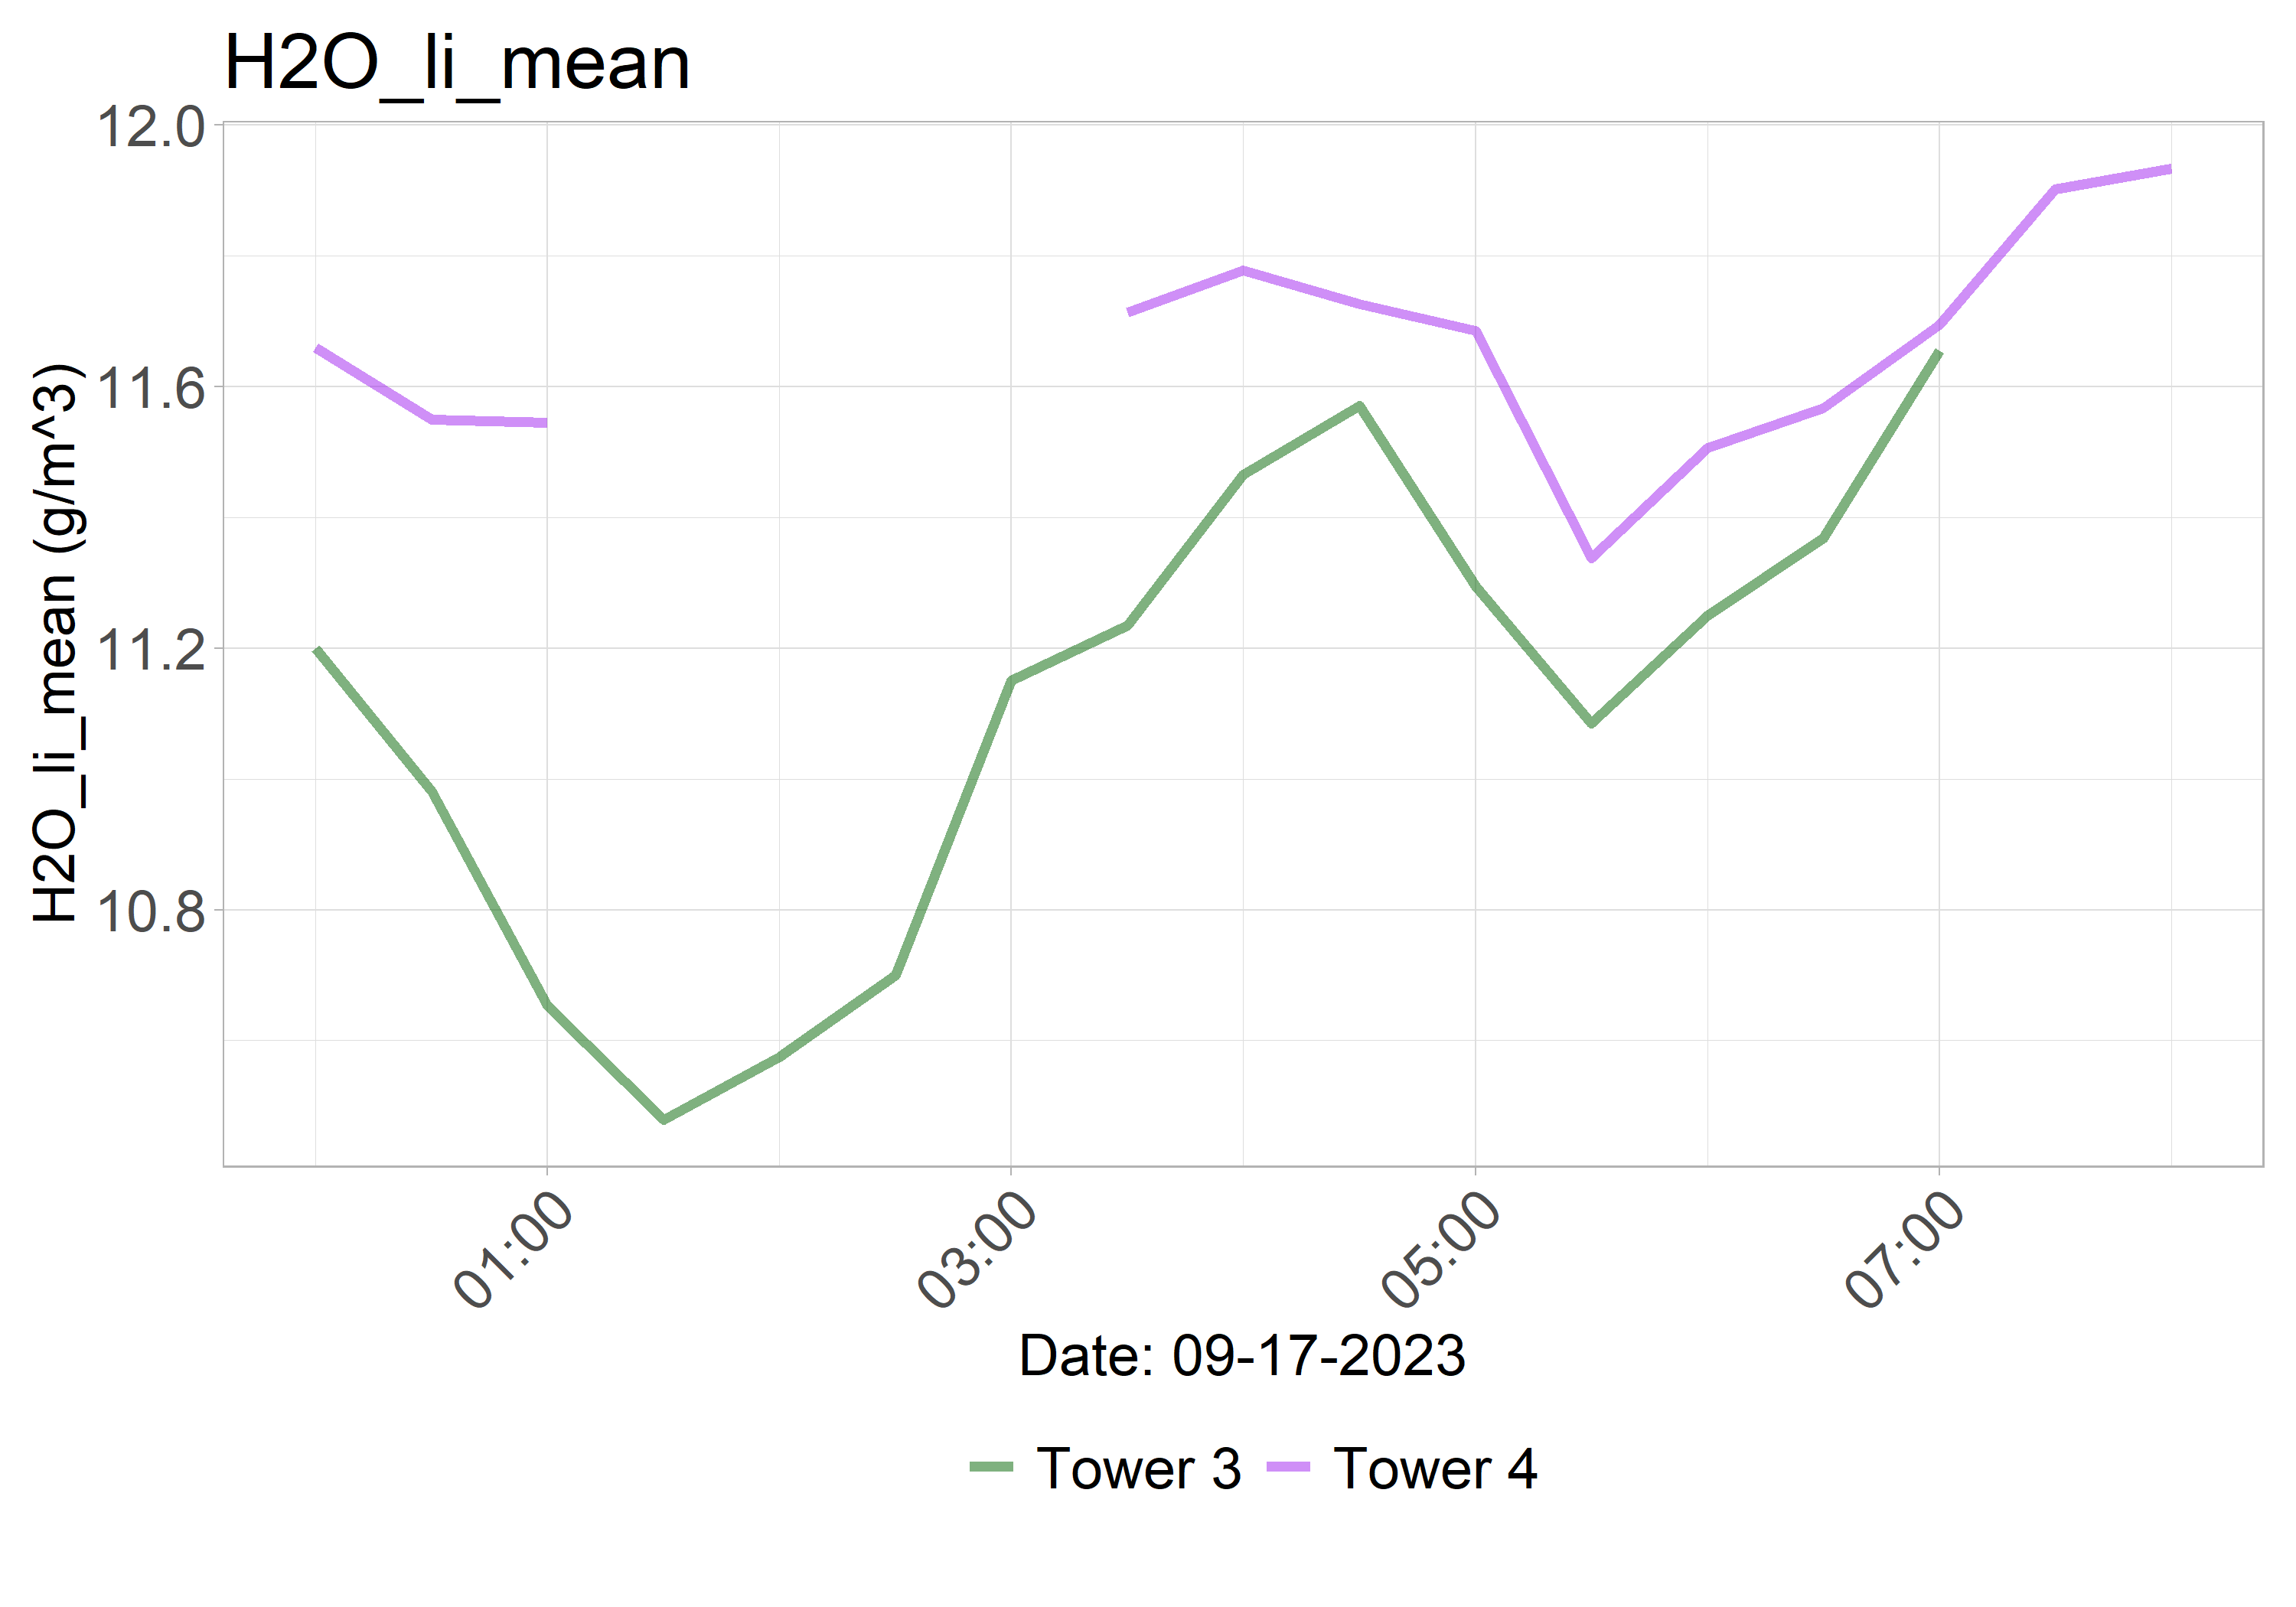 H2O_li_mean
12.0
11.6
11.2
10.8
H2O_li_mean (g/m^3)
01:00
03:00
05:00
07:00
Date: 09-17-2023
Tower 3
Tower 4